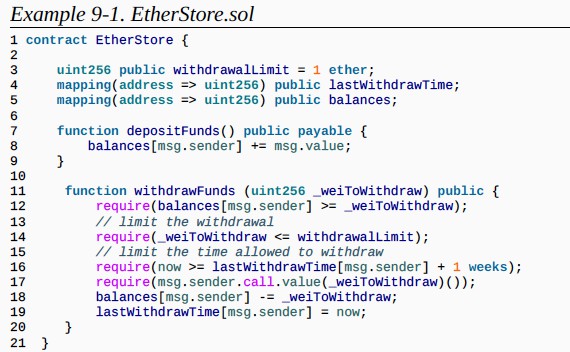 Example 9-1. EtherStore.sol
1 contract EtherStore {
2
3     uint256 public withdrawalLimit = 1 ether;
4     mapping(address => uint256) public lastWithdrawTime;
5     mapping(address => uint256) public balances;
6
7     function depositFunds() public payable {
8         balances[msg.sender] += msg.value;
9     }
10
11     function withdrawFunds (uint256 _weiToWithdraw) public {
12         require(balances[msg.sender] >= _weiToWithdraw);
13         // limit the withdrawal
14         require(_weiToWithdraw <= withdrawalLimit);
15         // limit the time allowed to withdraw
16         require(now >= lastWithdrawTime[msg.sender] + 1 weeks);
17         require(msg.sender.call.value(_weiToWithdraw)());
18         balances[msg.sender] -= _weiToWithdraw;
19         lastWithdrawTime[msg.sender] = now;
20     }
21  }